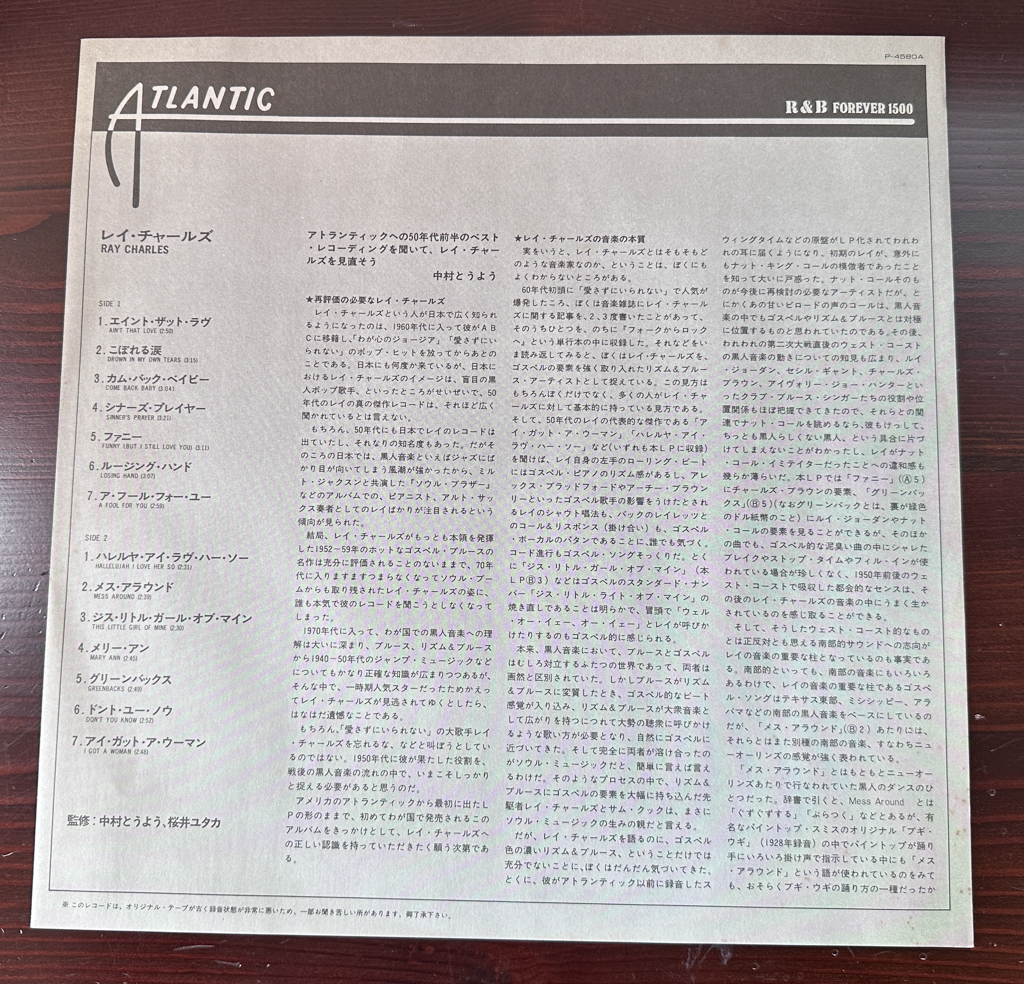 P-4580A
ATLANTIC
R&B FOREVER 1500
レイ・チャールズ
RAY CHARLES
SIDE 1
1. エイント・ザット・ラヴ
AIN'T THAT LOVE (2:50)
2. こぼれる涙
DROWN IN MY OWN TEARS (3:15)
3. カム・バック・ベイビー
COME BACK BABY (3:04)
4. シナーズ・プレイヤー
SINNER'S PRAYER (3:21)
5. ファニー
FUNNY (BUT I STILL LOVE YOU) (3:11)
6. ルージング・ハンド
LOSING HAND (3:07)
7. ア・フール・フォー・ユー
A FOOL FOR YOU (2:59)
SIDE 2
1. ハレルヤ・アイ・ラヴ・ハー・ソー
HALLELUJAH I LOVE HER SO (2:31)
2. メス・アラウンド
MESS AROUND (2:39)
3. ジス・リトル・ガール・オブ・マイン
THIS LITTLE GIRL OF MINE (2:30)
4. メリー・アン
MARY ANN (2:45)
5. グリーンバックス
GREENBACKS (2:49)
6. ドント・ユー・ノウ
DON'T YOU KNOW (2:52)
7. アイ・ガット・ア・ウーマン
I GOT A WOMAN (2:48)
監修：中村とうよう、桜井ユタカ
アトランティックへの50年代前半のベスト
・レコーディングを聞いて、レイ・チャー
ルズを見直そう
中村とうよう
★再評価の必要なレイ・チャールズ
レイ・チャールズという人が日本で広く知られ
るようになったのは、1960年代に入って彼がＡＢ
Ｃに移籍し、「わが心のジョージア」「愛さずにい
られない」のポップ・ヒットを放ってからあとの
ことである。日本にも何度か来ているが、日本に
おけるレイ・チャールズのイメージは、盲目の黒
人ポップ歌手、といったところがせいぜいで、50
年代のレイの真の傑作レコードは、それほど広く
聞かれているとは言えない。
もちろん、50年代にも日本でレイのレコードは
出ていたし、それなりの知名度もあった。だがそ
のころの日本では、黒人音楽といえばジャズにば
かり目が向いてしまう風潮が強かったから、ミル
ト・ジャクスンと共演した『ソウル・ブラザー』
などのアルバムでの、ピアニスト、アルト・サッ
クス奏者としてのレイばかりが注目されるという
傾向が見られた。
結局、レイ・チャールズがもっとも本領を発揮
した1952－59年のホットなゴスペル・ブルースの
名作は充分に評価されることのないままで、70年
代に入りますますつまらなくなってソウル・ブー
ムからも取り残されたレイ・チャールズの姿に、
誰も本気で彼のレコードを聞こうとしなくなって
しまった。
1970年代に入って、わが国での黒人音楽への理
解は大いに深まり、ブルース、リズム＆ブルース
から1940－50年代のジャンプ・ミュージックなど
についてもかなり正確な知識が広まりつつあるが、
そんな中で、一時期人気スターだったためかえっ
てレイ・チャールズが見逃されてゆくとしたら、
はなはだ遺憾なことである。
もちろん、「愛さずにいられない」の大歌手レイ
・チャールズを忘れるな、などと叫ぼうとしてい
るのではない。1950年代に彼が果たした役割を、
戦後の黒人音楽の流れの中で、いまこそしっかり
と捉える必要があると思うのだ。
アメリカのアトランティックから最初に出たＬ
Ｐの形のままで、初めてわが国で発売されるこの
アルバムをきっかけとして、レイ・チャールズへ
の正しい認識を持っていただきたく願う次第であ
る。
★レイ・チャールズの音楽の本質
実をいうと、レイ・チャールズとはそもそもど
のような音楽家なのか、ということは、ぼくにも
よくわからないところがある。
60年代初頭に「愛さずにいられない」で人気が
爆発したころ、ぼくは音楽雑誌にレイ・チャール
ズに関する記事を、2、3度書いたことがあって、
そのうちひとつを、のちに『フォークからロック
へ』という単行本の中に収録した。それなどをいい
ま読み返してみると、ぼくはレイ・チャールズを、
ゴスペルの要素を強く取り入れたリズム＆ブルー
ス・アーティストとして捉えている。この見方は
もちろんぼくだけでなく、多くの人がレイ・チャ
ールズに対して基本的に持っている見方である。
そして、50年代のレイの代表的な傑作である「ア
イ・ガット・ア・ウーマン」「ハレルヤ・アイ・
ラヴ・ハー・ソー」など(いずれも本ＬＰに収録)
を聞けば、レイ自身の左手のローリング・ビート
にはゴスペル・ピアノのリズム感があるし、アレ
ックス・ブラッドフォードやアーチー・ブラウン
リーといったゴスペル歌手の影響をうけたとされ
るレイのシャウト唱法も、バックのレイレッツと
のコール＆リスポンス (掛け合い) も、ゴスペル
・ボーカルのパタンであることに、誰でも気づく。
コード進行もゴスペル・ソングそっくりだ。とく
に「ジス・リトル・ガール・オブ・マイン」(本
ＬＰⒷ3) などはゴスペルのスタンダード・ナン
バー「ジス・リトル・ライト・オブ・マイン」の
焼き直しであることは明らかで、冒頭で「ウェル
・オー・イェー、オー・イェー」とレイが呼びか
けたりするのもゴスペル的に感じられる。
本来、黒人音楽において、ブルースとゴスペル
はむしろ対立するふたつの世界であって、両者は
画然と区別されていた。しかしブルースがリズム
＆ブルースに変質したとき、ゴスペル的なビート
感覚が入り込み、リズム＆ブルースが大衆音楽と
して広がりを持つにつれて大勢の聴衆に呼びかけ
るような歌い方が必要となり、自然にゴスペルに
近づいてきた。そして完全に両者が溶け合ったの
がソウル・ミュージックだと、簡単に言えば言え
るわけだ。そのようなプロセスの中で、リズム＆
ブルースにゴスペルの要素を大幅に持ち込んだ先
駆者レイ・チャールズとサム・クックは、まさに
ソウル・ミュージックの生みの親だと言える。
だが、レイ・チャールズを語るのに、ゴスペル
色の濃いリズム＆ブルース、ということだけでは
充分でないことに、ぼくはだんだん気づいてきた。
とくに、彼がアトランティック以前に録音したス
ウィングタイムなどの原盤がＬＰ化されてわれわ
れの耳に届くようになり、初期のレイが、意外に
もナット・キング・コールの模倣者であったこと
を知って大いに戸惑った。ナット・コールそのも
のが今後に再検討の必要なアーティストだが、と
にかくあの甘いビロードの声のコールは、黒人音
楽の中でもゴスペルやリズム＆ブルースとは対極
に位置するものと思われていたのである。その後、
われわれの第二次大戦直後のウェスト・コースト
の黒人音楽の動きについての知見も広まり、ルイ
・ジョーダン、セシル・ギャント、チャールズ・
ブラウン、アイヴォリー・ジョー・ハンターとい
ったクラブ・ブルース・シンガーたちの役割や位
置関係もほぼ把握できてきたので、それらとの関
連でナット・コールを眺めるなら、彼もけっして、
ちっとも黒人らしくない黒人、という具合に片づ
けてしまえないことがわかったし、レイがナット
・コール・イミテイターだったことへの違和感も
幾らか薄らいだ。本ＬＰでは「ファニー」(Ⓐ5)
にチャールズ・ブラウンの要素、「グリーンバッ
クス」(Ⓑ5)(なおグリーンバックとは、裏が緑色
のドル紙幣のこと) にルイ・ジョーダンやナット
・コールの要素を見ることができるが、そのほか
の曲でも、ゴスペル的な泥臭い曲の中にシャレた
ブレイクやストップ・タイムやフィル・インが使
われている場合が珍しくなく、1950年前後のウェ
スト・コーストで吸収した都会的なセンスは、そ
の後のレイ・チャールズの音楽の中にうまく生か
されているのを感じ取ることができる。
そして、そうしたウェスト・コースト的なもの
とは正反対とも思える南部的サウンドへの志向が
レイの音楽の重要な柱となっているのも事実であ
る。南部的といっても、南部の音楽にもいろいろ
あるわけで、レイの音楽の重要な柱であるゴスペ
ル・ソングはテキサス東部、ミシシッピー、アラ
バマなどの南部の黒人音楽をベースにしているの
だが、「メス・アラウンド」(Ⓑ2) あたりには、
それらとはまた別種の南部の音楽、すなわちニュ
ーオーリンズの感覚が強く表われている。
「メス・アラウンド」とはもともとニューオー
リンズあたりで行なわれていた黒人のダンスのひ
とつだった。辞書で引くと、Mess Around とは
「ぐずぐずする」「ぶらつく」などとあるが、有
名なパイントップ・スミスのオリジナル「ブギ・
ウギ」(1928年録音) の中でパイントップが踊り
手にいろいろ掛け声で指示している中にも「メス
・アラウンド」という語が使われているのをみて
も、おそらくブギ・ウギの踊り方の一種だったか
※このレコードは、オリジナル・テープが古く録音状態が非常に悪いため、一部お聞き苦しい所があります。御了承下さい。